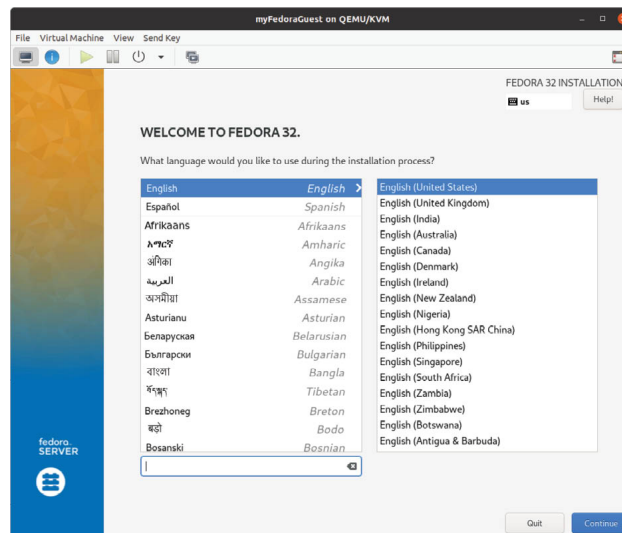 myFedoraGuest on QEMU/KVM
File Virtual Machine View Send Key
FEDORA 32 INSTALLATION
us Help!
WELCOME TO FEDORA 32.
What language would you like to use during the installation process?
English English
Español Spanish
Afrikaans Afrikaans
አማርኛ Amharic
अंगिका Angika
العربية Arabic
অসমীয়া Assamese
Asturianu Asturian
Беларуская Belarusian
Български Bulgarian
বাংলা Bangla
བོད་སྐད་ Tibetan
Brezhoneg Breton
बड़ो Bodo
Bosanski Bosnian
English (United States)
English (United Kingdom)
English (India)
English (Australia)
English (Canada)
English (Denmark)
English (Ireland)
English (New Zealand)
English (Nigeria)
English (Hong Kong SAR China)
English (Philippines)
English (Singapore)
English (South Africa)
English (Zambia)
English (Zimbabwe)
English (Botswana)
English (Antigua & Barbuda)
fedora
SERVER
Quit Continue